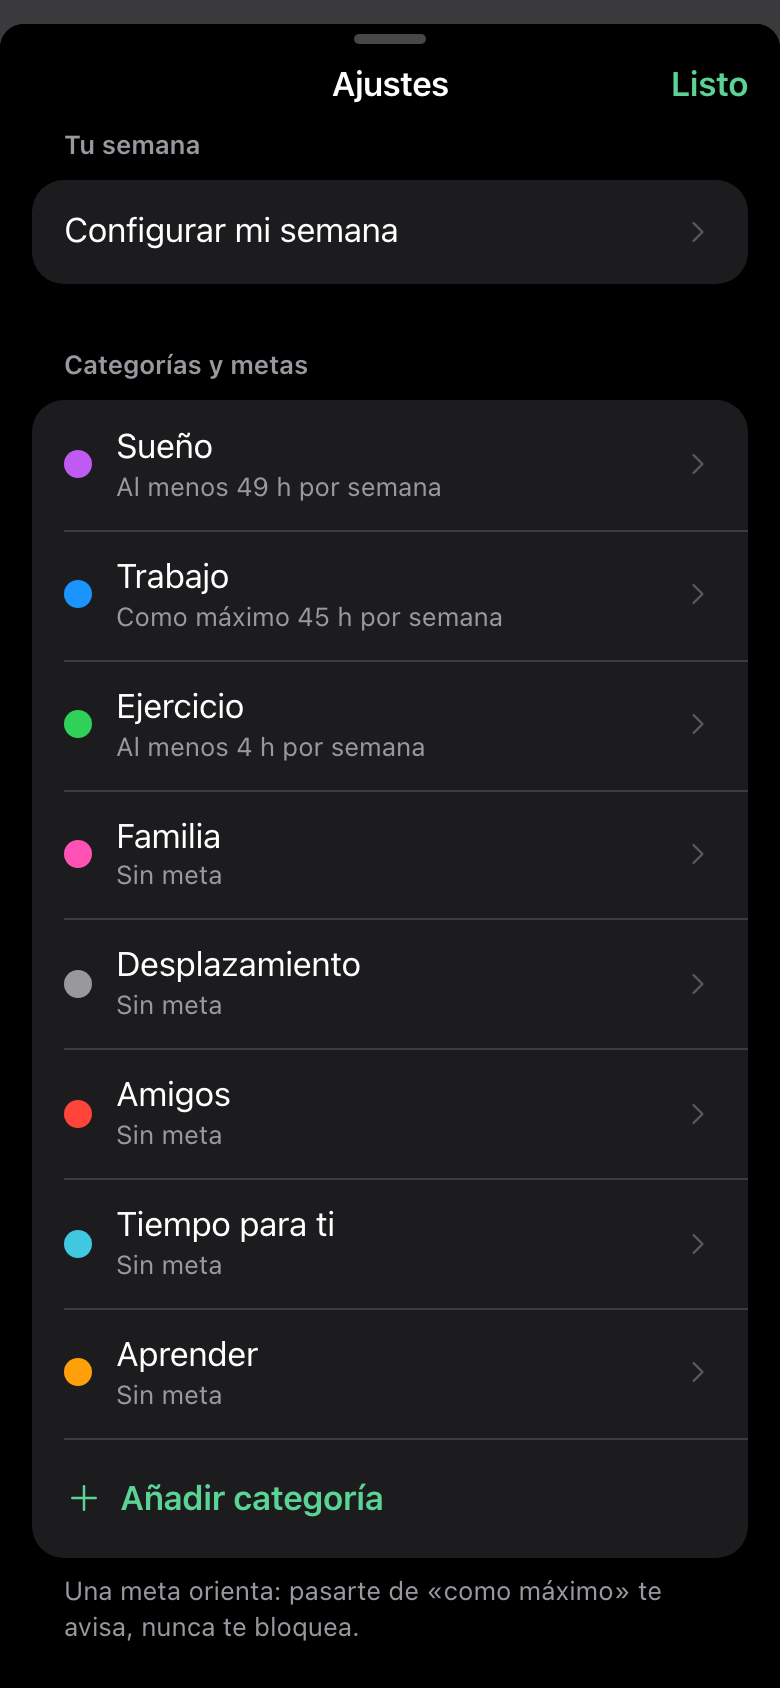 Ajustes
Listo
Tu semana
Configurar mi semana
Categorías y metas
Sueño
Al menos 49 h por semana
Trabajo
Como máximo 45 h por semana
Ejercicio
Al menos 4 h por semana
Familia
Sin meta
Desplazamiento
Sin meta
Amigos
Sin meta
Tiempo para ti
Sin meta
Aprender
Sin meta
Añadir categoría
Una meta orienta: pasarte de «como máximo» te
avisa, nunca te bloquea.